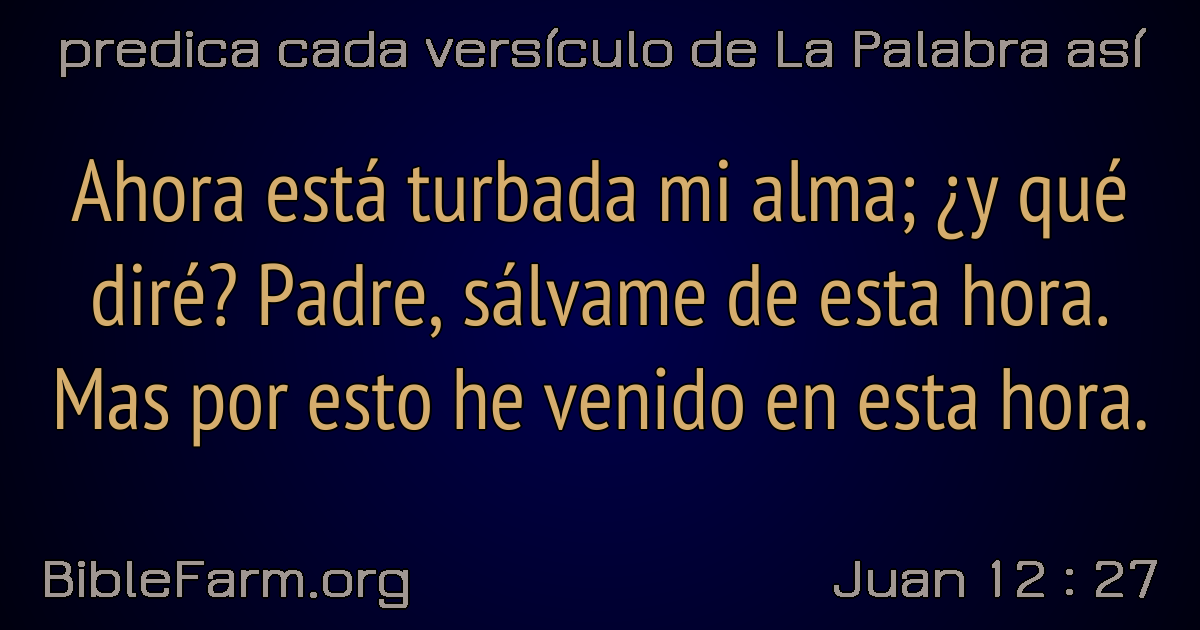 predica cada versículo de La Palabra así
Ahora está turbada mi alma; ¿y qué
diré? Padre, sálvame de esta hora.
Mas por esto he venido en esta hora.
BibleFarm.org
Juan 12 : 27